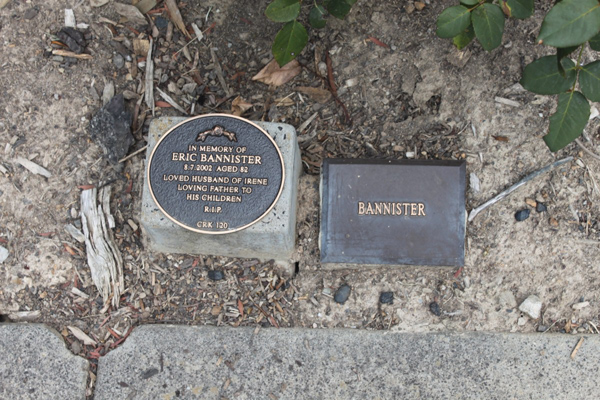 IN MEMORY OF
ERIC BANNISTER
8.7.2002 AGED 82
LOVED HUSBAND OF IRENE
LOVING FATHER TO
HIS CHILDREN
R.I.P.
CRK 120
BANNISTER